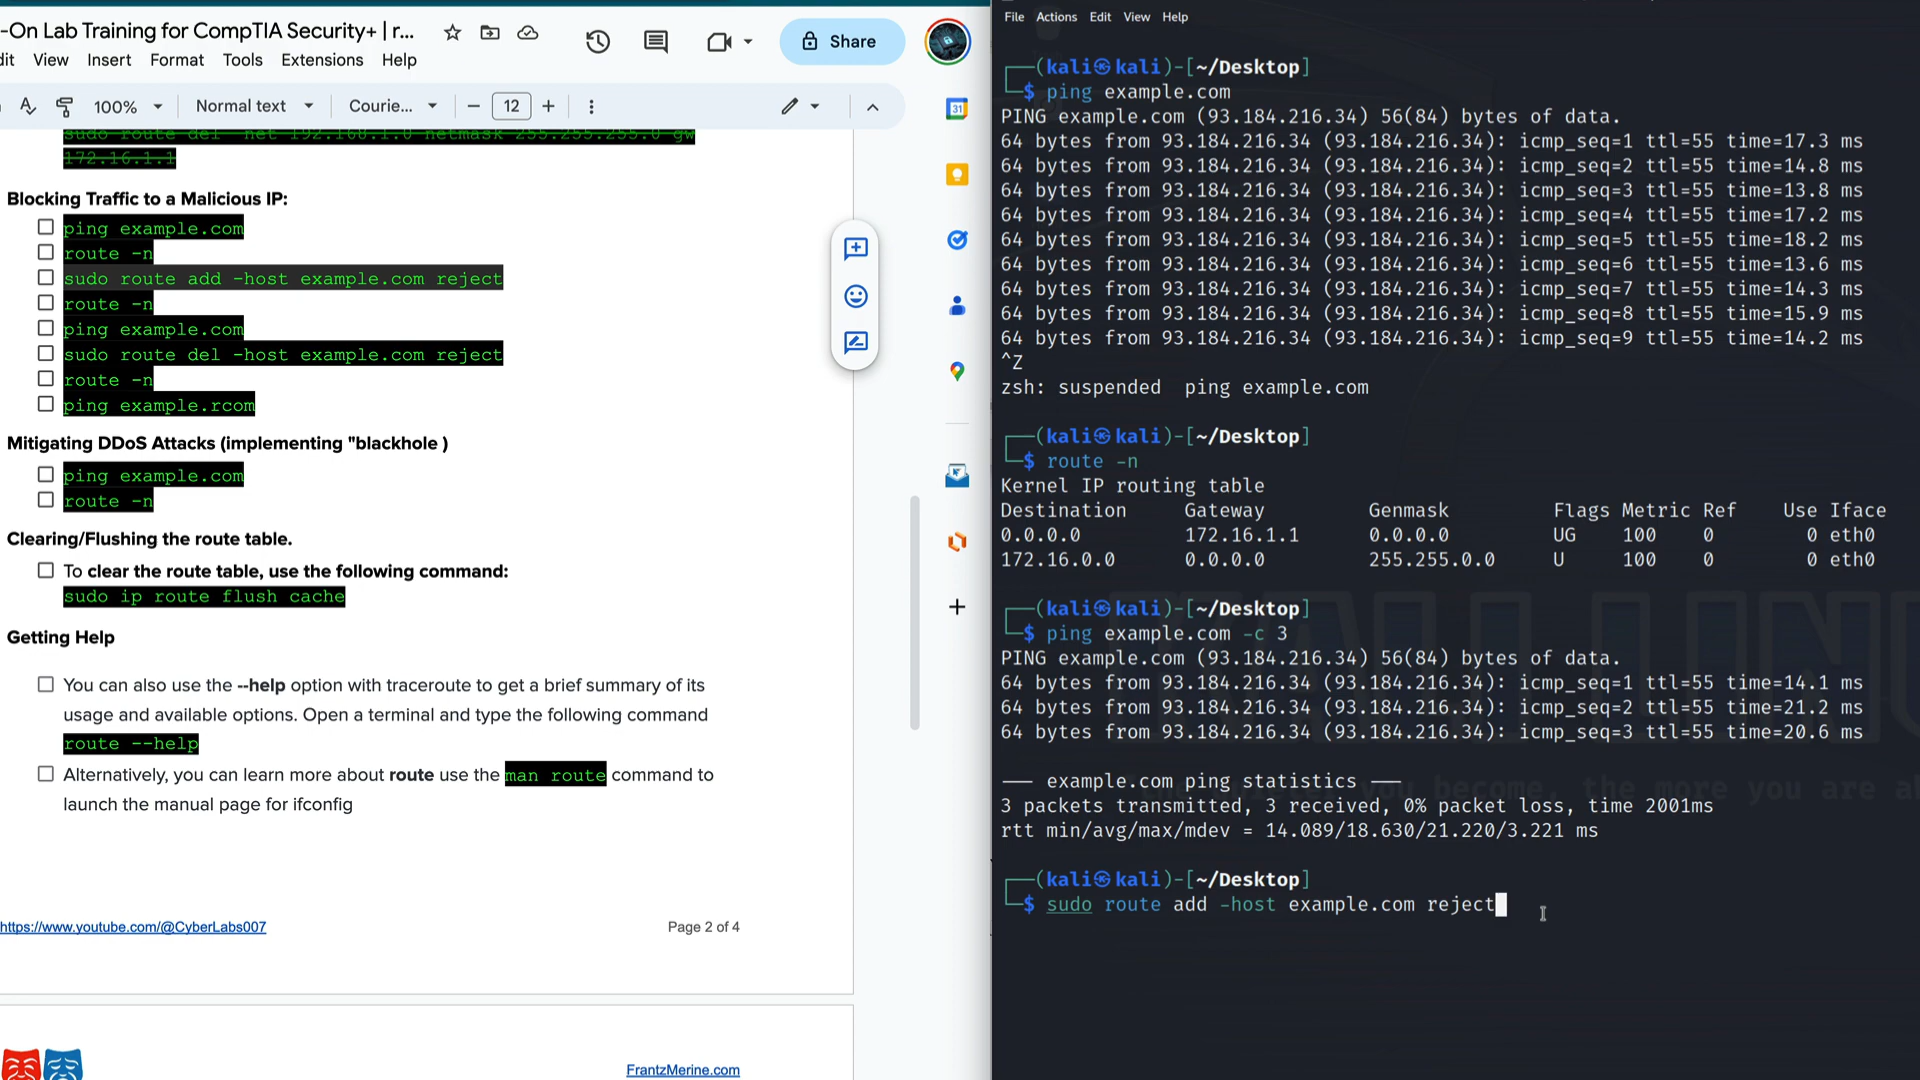 -On Lab Training for CompTIA Security+ | r...
Share
dit View Insert Format Tools Extensions Help
100% Normal text Courie... 12
sudo route del -net 192.168.1.0 netmask 255.255.255.0 gw
172.16.1.1
Blocking Traffic to a Malicious IP:
ping example.com
route -n
sudo route add -host example.com reject
route -n
ping example.com
sudo route del -host example.com reject
route -n
ping example.rcom
Mitigating DDoS Attacks (implementing "blackhole )
ping example.com
route -n
Clearing/Flushing the route table.
To clear the route table, use the following command:
sudo ip route flush cache
Getting Help
You can also use the --help option with traceroute to get a brief summary of its
usage and available options. Open a terminal and type the following command
route --help
Alternatively, you can learn more about route use the man route command to
launch the manual page for ifconfig
https://www.youtube.com/@CyberLabs007 Page 2 of 4
FrantzMerine.com
31
File Actions Edit View Help
(kali㉿kali)-[~/Desktop]
$ ping example.com
PING example.com (93.184.216.34) 56(84) bytes of data.
64 bytes from 93.184.216.34 (93.184.216.34): icmp_seq=1 ttl=55 time=17.3 ms
64 bytes from 93.184.216.34 (93.184.216.34): icmp_seq=2 ttl=55 time=14.8 ms
64 bytes from 93.184.216.34 (93.184.216.34): icmp_seq=3 ttl=55 time=13.8 ms
64 bytes from 93.184.216.34 (93.184.216.34): icmp_seq=4 ttl=55 time=17.2 ms
64 bytes from 93.184.216.34 (93.184.216.34): icmp_seq=5 ttl=55 time=18.2 ms
64 bytes from 93.184.216.34 (93.184.216.34): icmp_seq=6 ttl=55 time=13.6 ms
64 bytes from 93.184.216.34 (93.184.216.34): icmp_seq=7 ttl=55 time=14.3 ms
64 bytes from 93.184.216.34 (93.184.216.34): icmp_seq=8 ttl=55 time=15.9 ms
64 bytes from 93.184.216.34 (93.184.216.34): icmp_seq=9 ttl=55 time=14.2 ms
^Z
zsh: suspended  ping example.com
(kali㉿kali)-[~/Desktop]
$ route -n
Kernel IP routing table
Destination Gateway Genmask Flags Metric Ref Use Iface
0.0.0.0 172.16.1.1 0.0.0.0 UG 100 0 0 eth0
172.16.0.0 0.0.0.0 255.255.0.0 U 100 0 0 eth0
(kali㉿kali)-[~/Desktop]
$ ping example.com -c 3
PING example.com (93.184.216.34) 56(84) bytes of data.
64 bytes from 93.184.216.34 (93.184.216.34): icmp_seq=1 ttl=55 time=14.1 ms
64 bytes from 93.184.216.34 (93.184.216.34): icmp_seq=2 ttl=55 time=21.2 ms
64 bytes from 93.184.216.34 (93.184.216.34): icmp_seq=3 ttl=55 time=20.6 ms
— example.com ping statistics —
3 packets transmitted, 3 received, 0% packet loss, time 2001ms
rtt min/avg/max/mdev = 14.089/18.630/21.220/3.221 ms
(kali㉿kali)-[~/Desktop]
$ sudo route add -host example.com reject